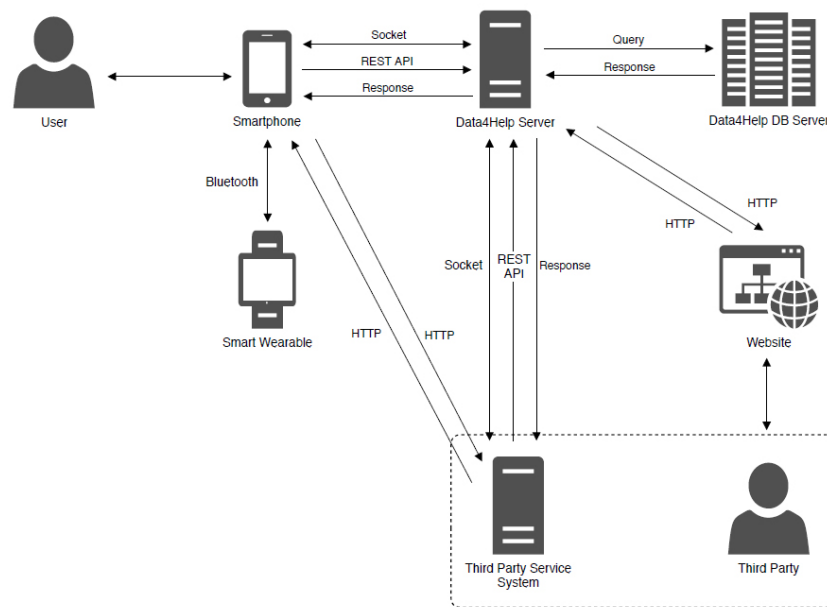 Socket
REST API
Query
Response
Response
User
Smartphone
Data4Help Server
Data4Help DB Server
Bluetooth
HTTP
HTTP
Socket
REST
API
Response
HTTP
HTTP
Smart Wearable
Website
Third Party Service
System
Third Party